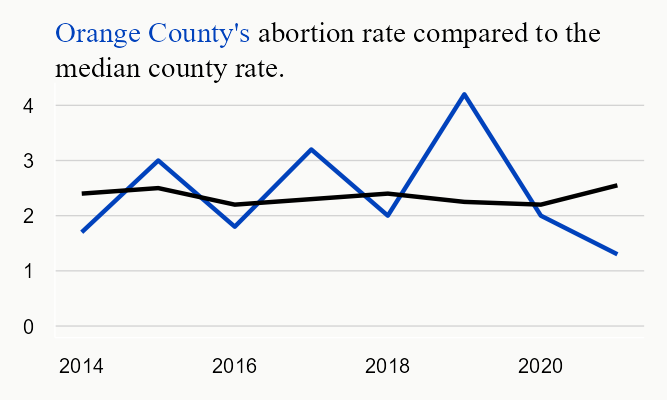 Orange County's abortion rate compared to the
median county rate.
4
3
2
1
0
2014 2016 2018 2020